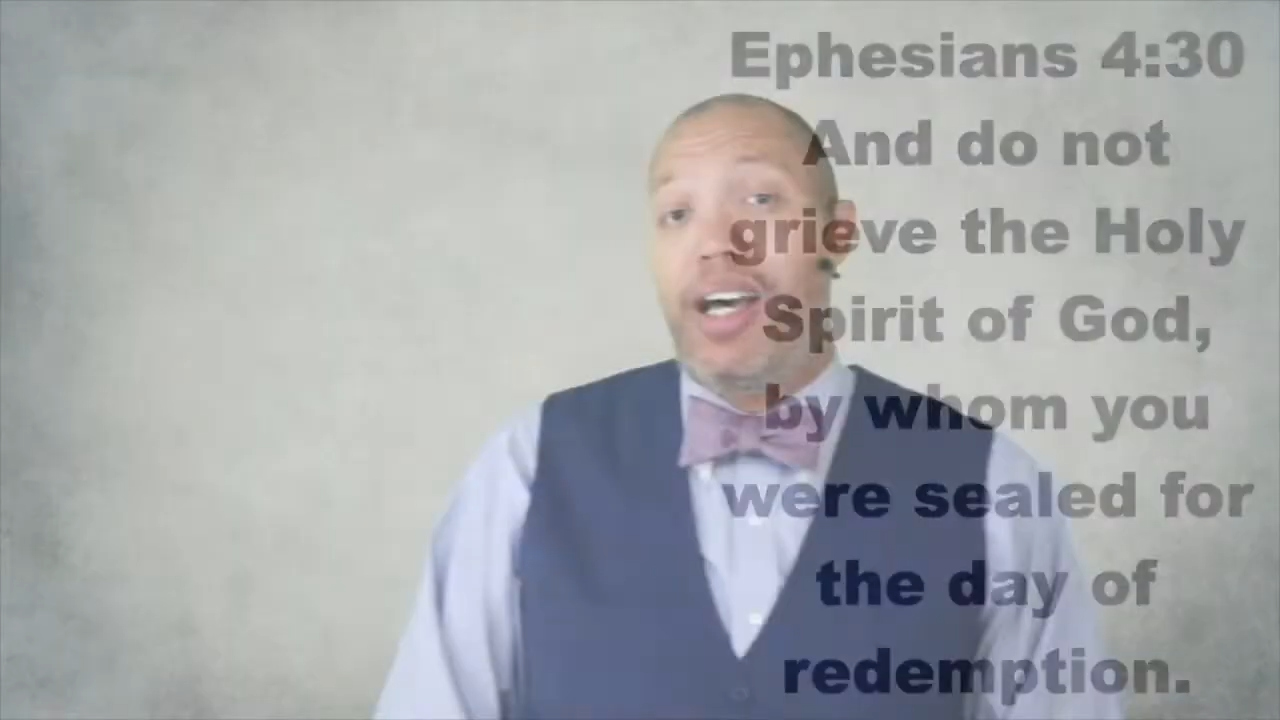 Ephesians 4:30
And do not
grieve the Holy
Spirit of God,
by whom you
were sealed for
the day of
redemption.